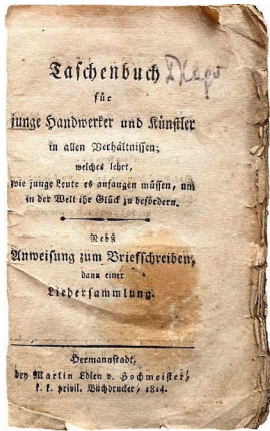 Taschenbuch
für
junge Handwerker und Künstler
in allen Verhältnissen;
welches lehrt,
wie junge Leute es anfangen müssen, um
in der Welt ihr Glück zu befördern.
Nebst
Anweisung zum Briefschreiben,
dann einer
Liedersammlung.
Hermannstadt,
bey Martin Edlen v. Hochmeister,
k. k. privil. Buchdrucker, 1814.